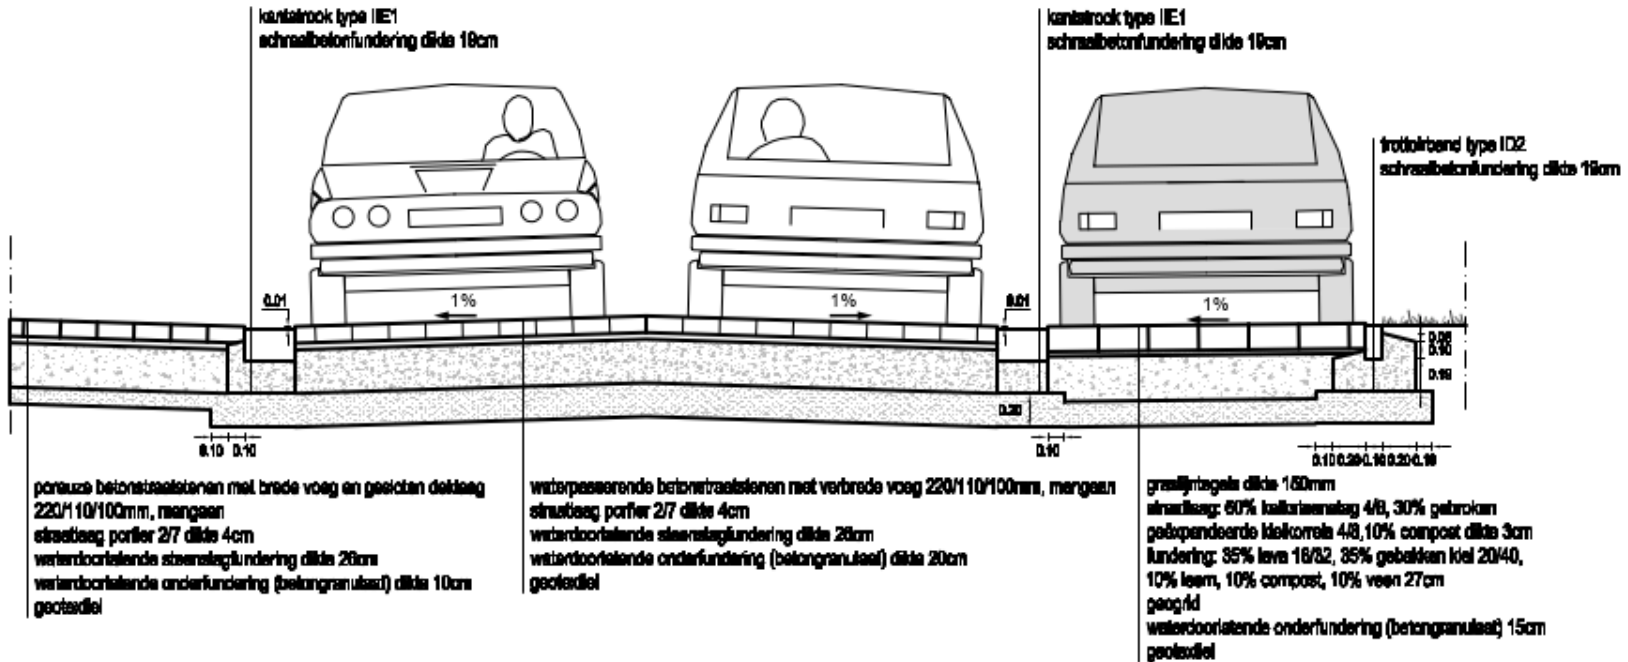 kantstrook type IIE1
schraalbetonfundering dikte 19cm
kantstrook type IIE1
schraalbetonfundering dikte 19cm
trottoirband type ID2
schraalbetonfundering dikte 19cm
0.01
1%
1%
0.01
1%
0.10
0.20
0.10 0.10
0.10
poreuze betonstraatstenen met brede voeg en gesloten deklaag
220/110/100mm, mangaan
straatlaag porfier 2/7 dikte 4cm
waterdoorlatende steenslagfundering dikte 26cm
waterdoorlatende onderfundering (betongranulaat) dikte 10cm
geotextiel
waterpasserende betonstraatstenen met verbrede voeg 220/110/100mm, mangaan
straatlaag porfier 2/7 dikte 4cm
waterdoorlatende steenslagfundering dikte 26cm
waterdoorlatende onderfundering (betongranulaat) dikte 20cm
geotextiel
dikte 150mm
straatlaag: 60% kalksteenslag 4/8, 30% gebroken
geëxpandeerde kleikorrels 4/8,10% compost dikte 3cm
fundering: 35% lava 16/32, 35% gebakken klei 20/40,
10% leem, 10% compost, 10% veen 27cm
geogrid
waterdoorlatende onderfundering (betongranulaat) 15cm
geotextiel